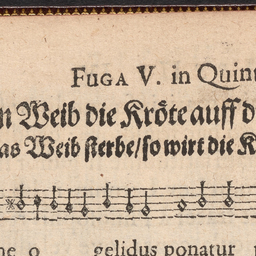 FUGA V. in Quint
n Weib die Kröte auff d
as Weib sterbe/so wirt die K
ne o gelidus ponatur